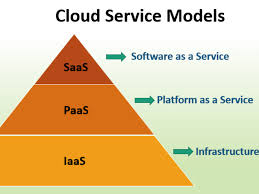 Cloud Service Models
SaaS
Software as a Service
PaaS
Platform as a Service
IaaS
Infrastructure